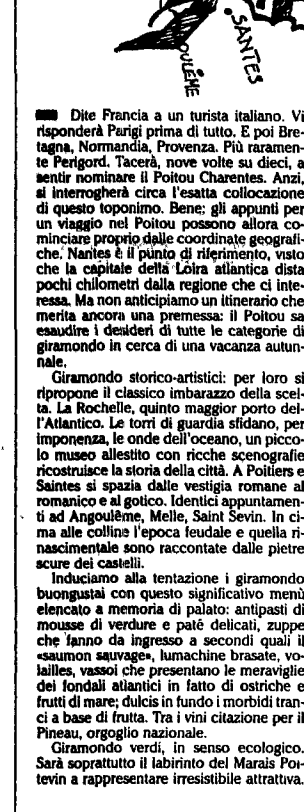 SANTES
Dite Francia a un turista italiano. Vi
risponderà Parigi prima di tutto. E poi Bre-
tagna, Normandia, Provenza. Più raramen-
te Perigord. Tacerà, nove volte su dieci, a
sentir nominare il Poitou Charentes. Anzi,
si interrogherà circa l'esatta collocazione
di questo toponimo. Bene; gli appunti per
un viaggio nel Poitou possono allora co-
minciare proprio dalle coordinate geografi-
che. Nantes è il punto di riferimento, visto
che la capitale della Loira atlantica dista
pochi chilometri dalla regione che ci inte-
ressa. Ma non anticipiamo un itinerario che
merita ancora una premessa: il Poitou sa
esaudire i desideri di tutte le categorie di
giramondo in cerca di una vacanza autun-
nale.
Giramondo storico-artistici: per loro si
ripropone il classico imbarazzo della scel-
ta. La Rochelle, quinto maggior porto del-
l'Atlantico. Le torri di guardia sfidano, per
imponenza, le onde dell'oceano, un picco-
lo museo allestito con ricche scenografie
ricostruisce la storia della città. A Poitiers e
Saintes si spazia dalle vestigia romane al
romanico e al gotico. Identici appuntamen-
ti ad Angoulême, Melle, Saint Sevin. In ci-
ma alle colline l'epoca feudale e quella ri-
nascimentale sono raccontate dalle pietre
scure dei castelli.
Induciamo alla tentazione i giramondo
buongustai con questo significativo menù
elencato a memoria di palato: antipasti di
mousse di verdure e paté delicati, zuppe
che fanno da ingresso a secondi quali il
«saumon sauvage», lumachine brasate, vo-
lailles, vassoi che presentano le meraviglie
dei fondali atlantici in fatto di ostriche e
frutti di mare; dulcis in fundo i morbidi tran-
ci a base di frutta. Tra i vini citazione per il
Pineau, orgoglio nazionale.
Giramondo verdi, in senso ecologico.
Sarà soprattutto il labirinto del Marais Poi-
tevin a rappresentare irresistibile attrattiva.